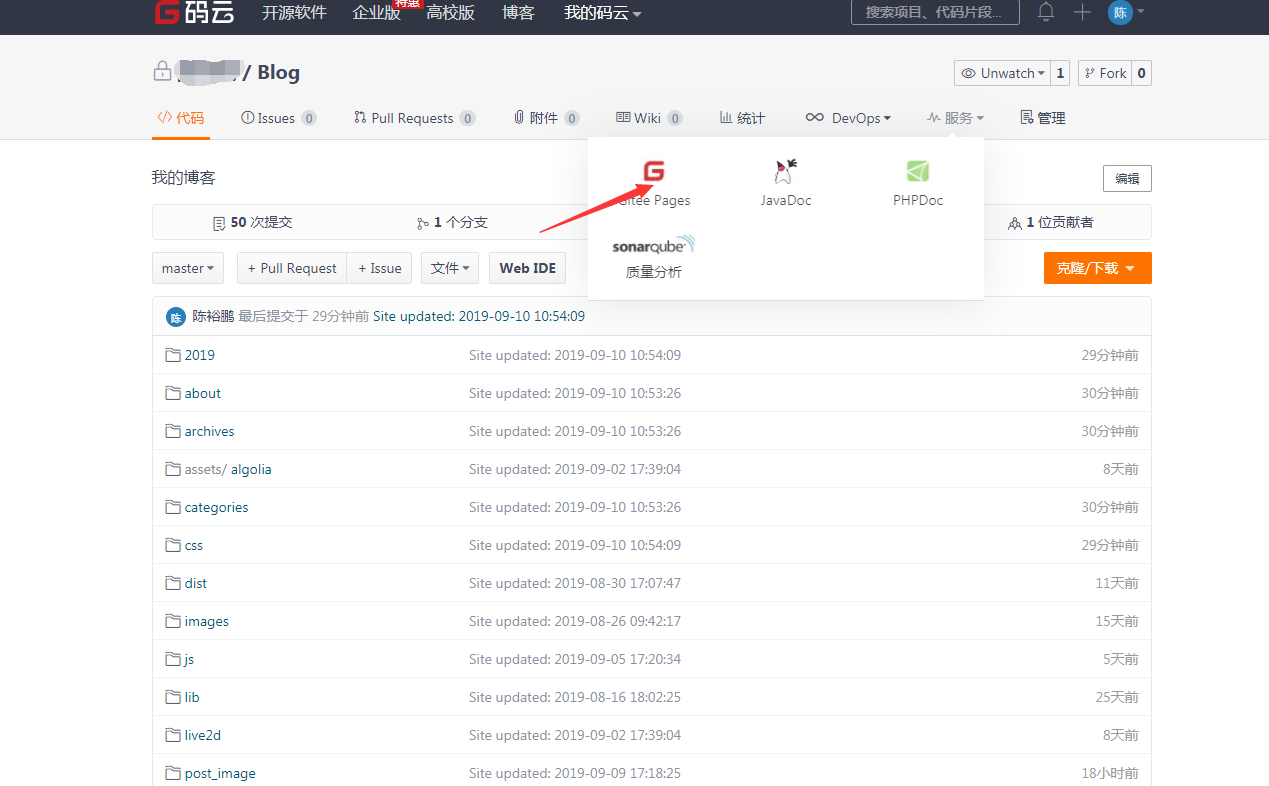 码云 开源软件 企业版 特惠 高校版 博客 我的码云 搜索项目、代码片段... 陈
/ Blog Unwatch 1 Fork 0
代码 Issues 0 Pull Requests 0 附件 0 Wiki 0 统计 DevOps 服务 管理
我的博客 编辑
Gitee Pages JavaDoc PHPDoc
sonarqube
质量分析
50 次提交 1 个分支 1 位贡献者
master + Pull Request + Issue 文件 Web IDE 克隆/下载
陈 陈裕鹏 最后提交于 29分钟前 Site updated: 2019-09-10 10:54:09
2019 Site updated: 2019-09-10 10:54:09 29分钟前
about Site updated: 2019-09-10 10:53:26 30分钟前
archives Site updated: 2019-09-10 10:53:26 30分钟前
assets/ algolia Site updated: 2019-09-02 17:39:04 8天前
categories Site updated: 2019-09-10 10:53:26 30分钟前
css Site updated: 2019-09-10 10:54:09 29分钟前
dist Site updated: 2019-08-30 17:07:47 11天前
images Site updated: 2019-08-26 09:42:17 15天前
js Site updated: 2019-09-05 17:20:34 5天前
lib Site updated: 2019-08-16 18:02:25 25天前
live2d Site updated: 2019-09-02 17:39:04 8天前
post_image Site updated: 2019-09-09 17:18:25 18小时前